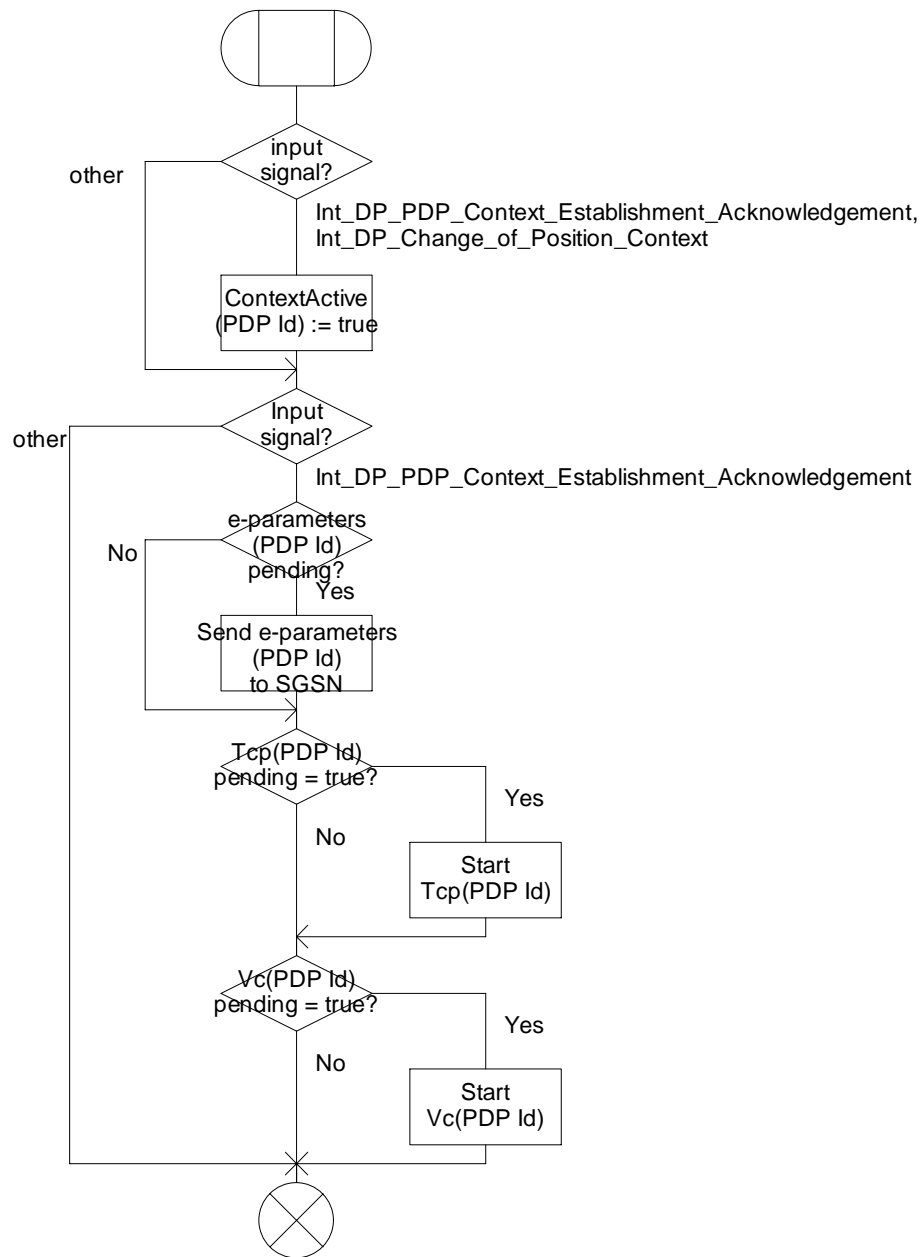 input
signal?
other
Int_DP_PDP_Context_Establishment_Acknowledgement,
Int_DP_Change_of_Position_Context
ContextActive
(PDP Id) := true
Input
signal?
other
Int_DP_PDP_Context_Establishment_Acknowledgement
e-parameters
(PDP Id)
pending?
No
Yes
Send e-parameters
(PDP Id)
to SGSN
Tcp(PDP Id)
pending = true?
Yes
No
Start
Tcp(PDP Id)
Vc(PDP Id)
pending = true?
Yes
No
Start
Vc(PDP Id)